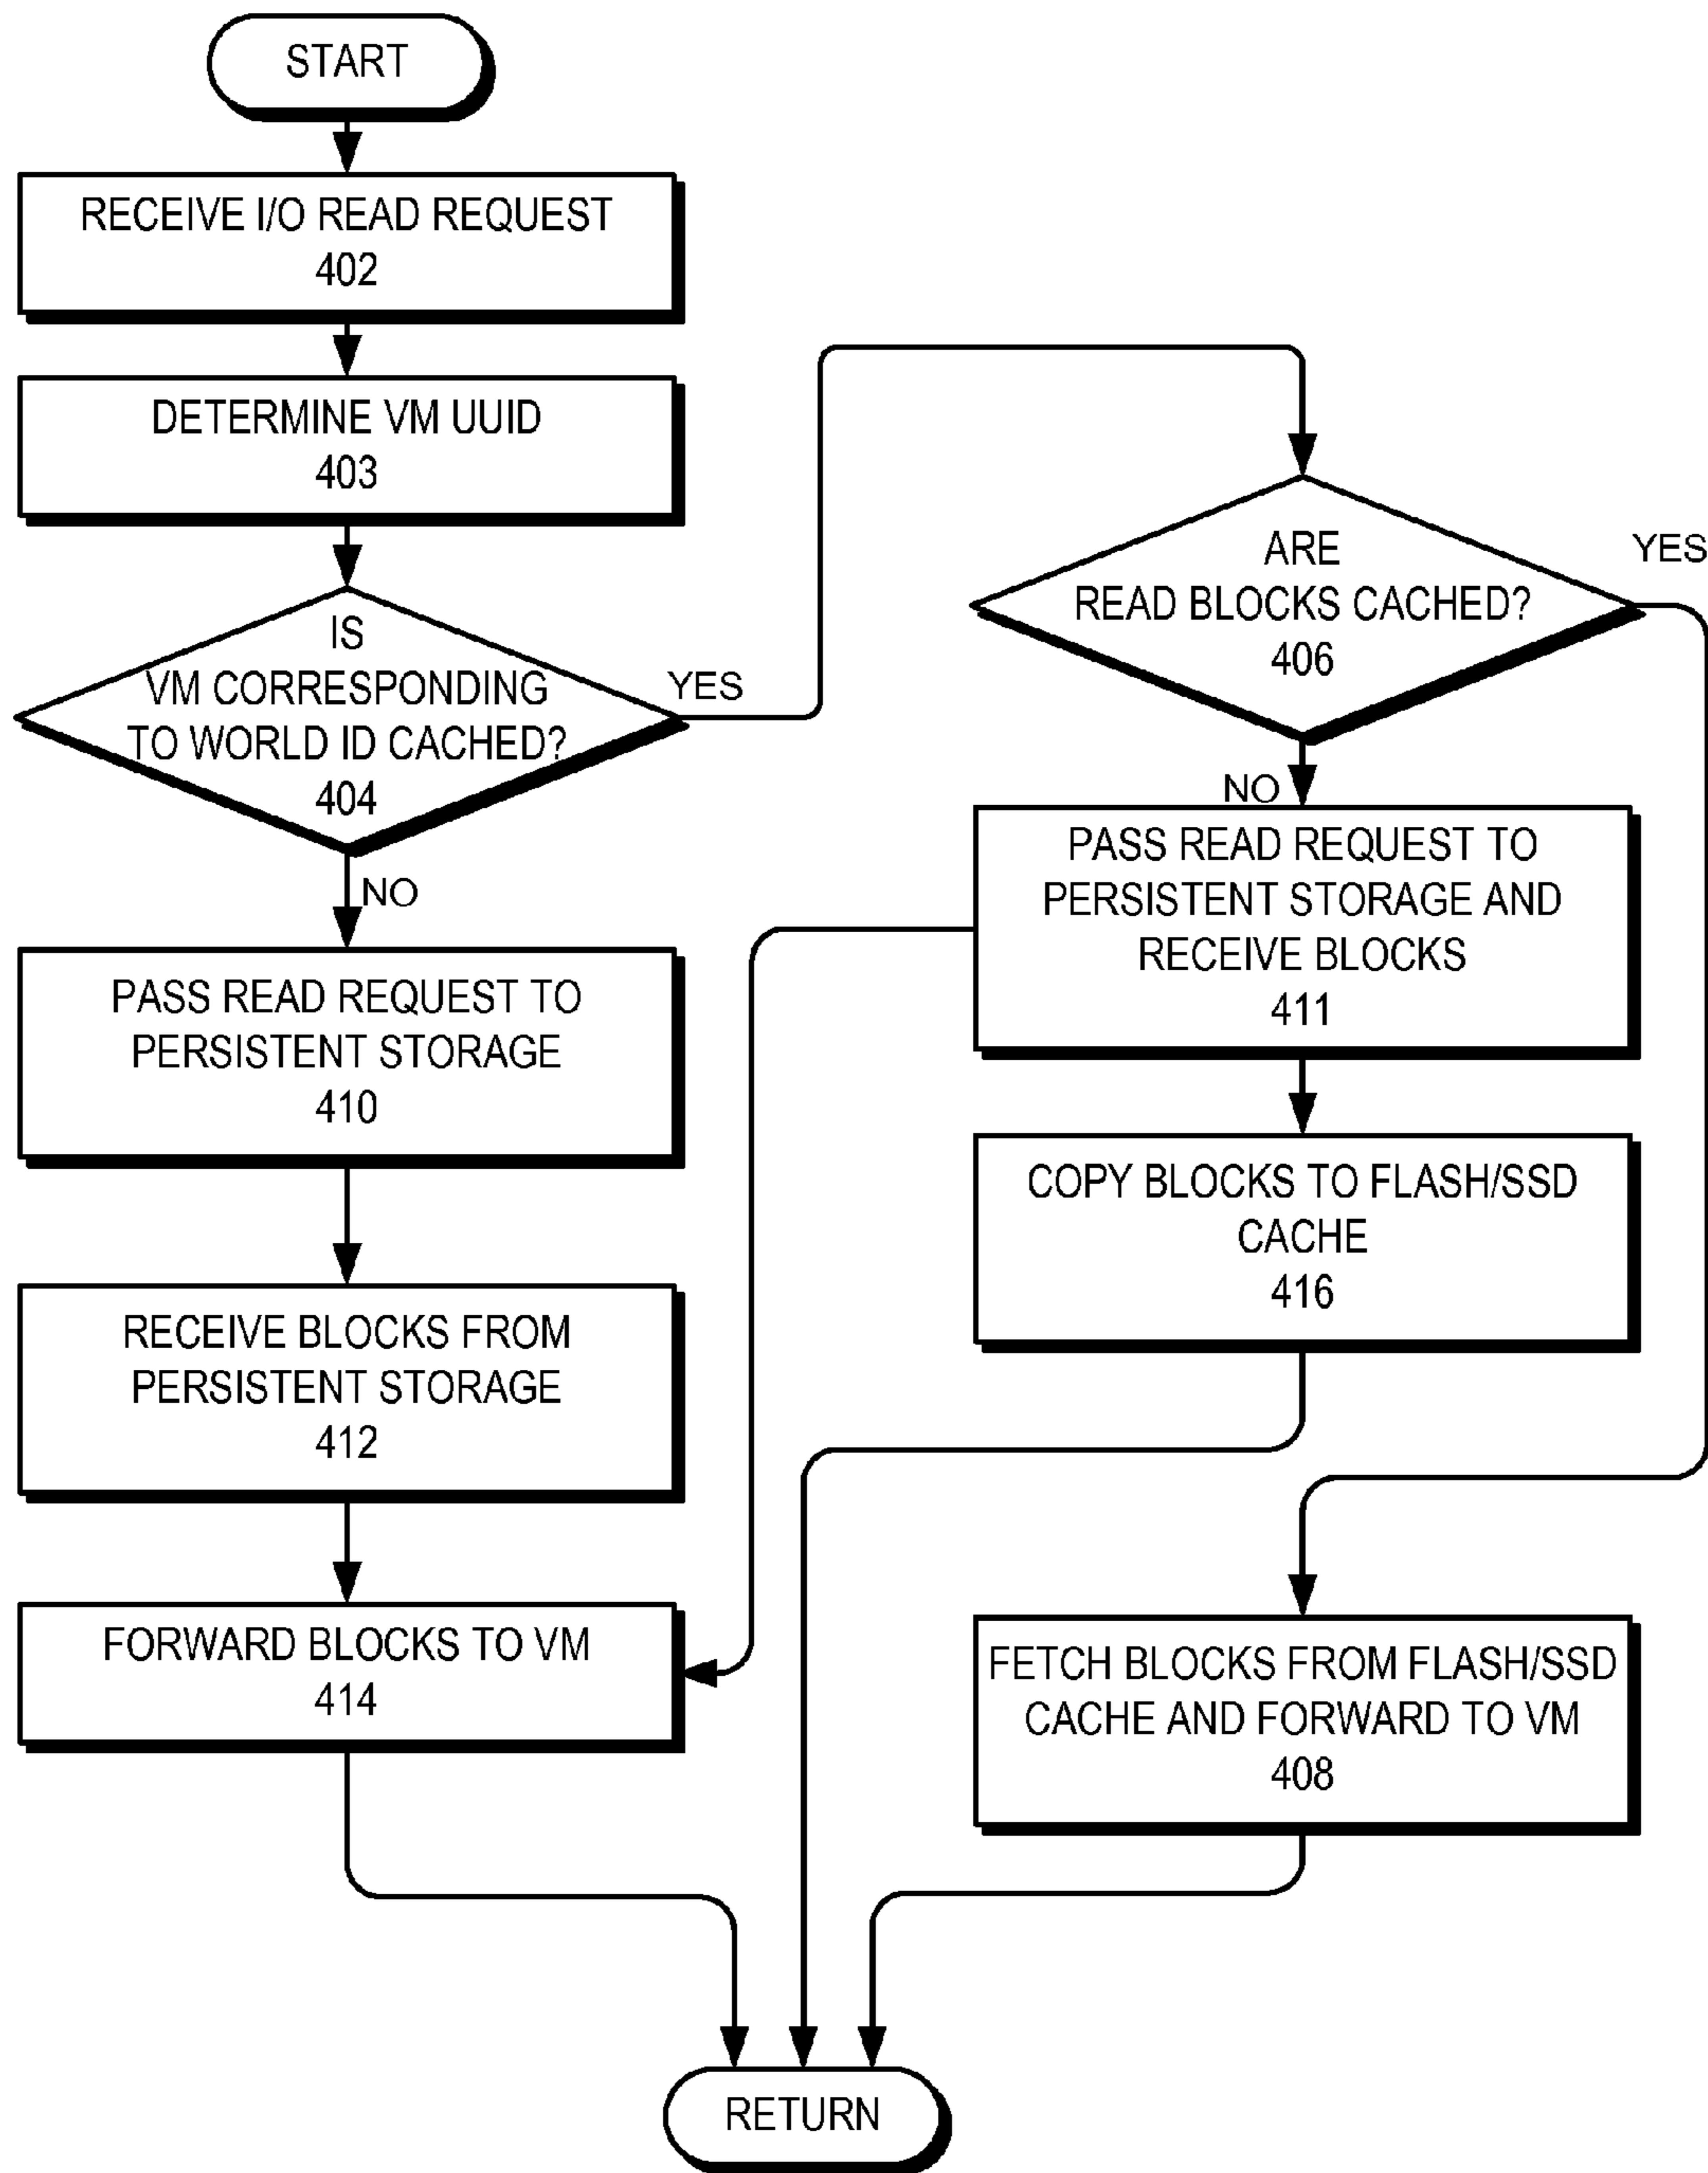 START
RECEIVE I/O READ REQUEST
402
DETERMINE VM UUID
403
IS
VM CORRESPONDING
TO WORLD ID CACHED?
404
YES
NO
PASS READ REQUEST TO
PERSISTENT STORAGE
410
RECEIVE BLOCKS FROM
PERSISTENT STORAGE
412
FORWARD BLOCKS TO VM
414
ARE
READ BLOCKS CACHED?
406
YES
NO
PASS READ REQUEST TO
PERSISTENT STORAGE AND
RECEIVE BLOCKS
411
COPY BLOCKS TO FLASH/SSD
CACHE
416
FETCH BLOCKS FROM FLASH/SSD
CACHE AND FORWARD TO VM
408
RETURN